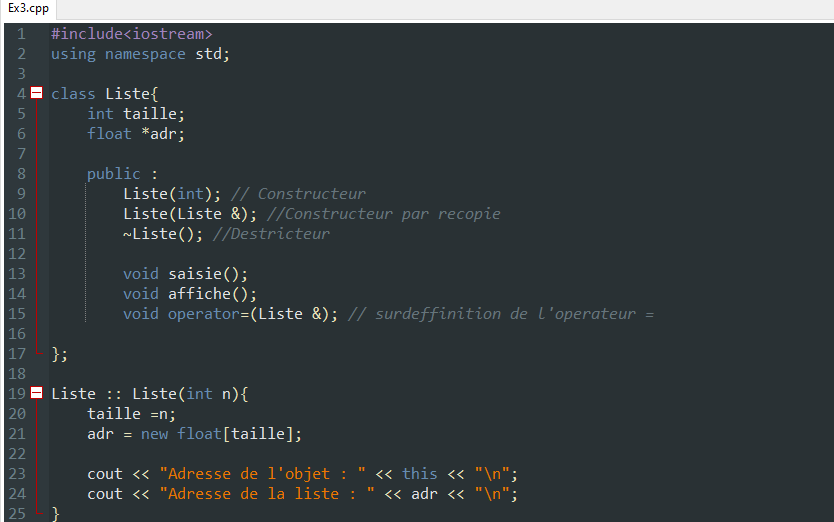 Ex3.cpp
1 #include<iostream>
2 using namespace std;
3
4 class Liste{
5 int taille;
6 float *adr;
7
8 public :
9 Liste(int); // Constructeur
10 Liste(Liste &); //Constructeur par recopie
11 ~Liste(); //Destricteur
12
13 void saisie();
14 void affiche();
15 void operator=(Liste &); // surdeffinition de l'operateur =
16
17 };
18
19 Liste :: Liste(int n){
20 taille =n;
21 adr = new float[taille];
22
23 cout << "Adresse de l'objet : " << this << "\n";
24 cout << "Adresse de la liste : " << adr << "\n";
25 }